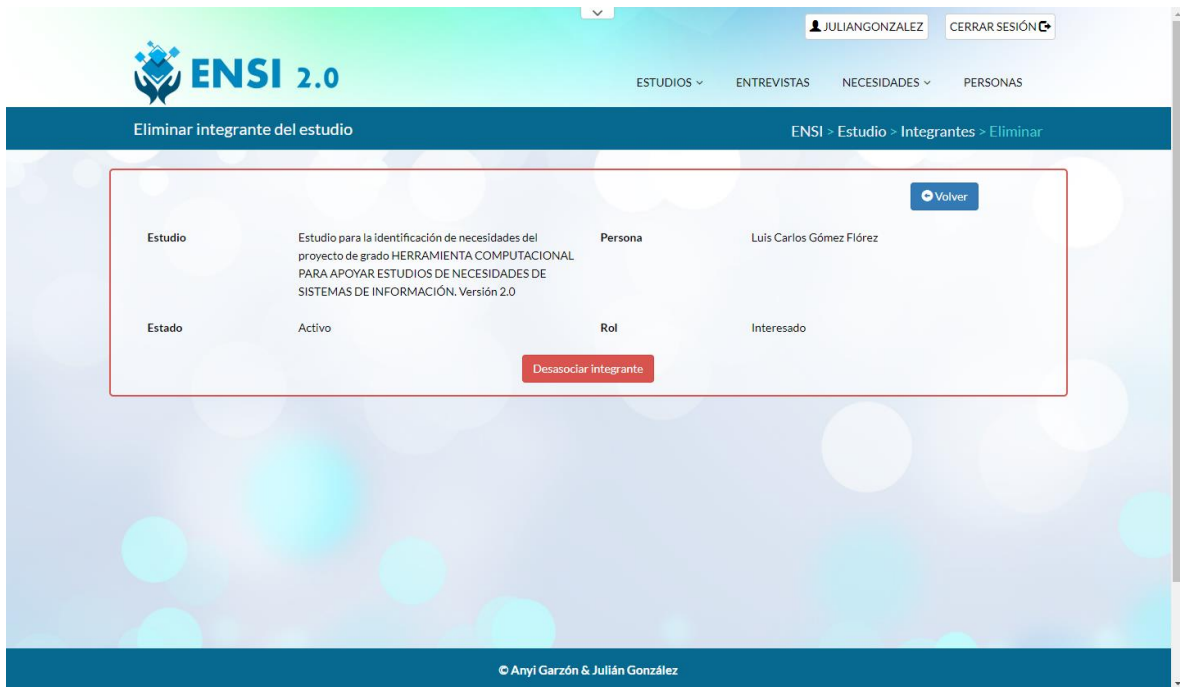 JULIANGONZALEZ CERRAR SESIÓN
ENSI 2.0
ESTUDIOS ENTREVISTAS NECESIDADES PERSONAS
Eliminar integrante del estudio
ENSI > Estudio > Integrantes > Eliminar
Volver
Estudio
Estudio para la identificación de necesidades del
proyecto de grado HERRAMIENTA COMPUTACIONAL
PARA APOYAR ESTUDIOS DE NECESIDADES DE
SISTEMAS DE INFORMACIÓN. Versión 2.0
Persona
Luis Carlos Gómez Flórez
Estado
Activo
Rol
Interesado
Desasociar integrante
© Anyi Garzón & Julián González